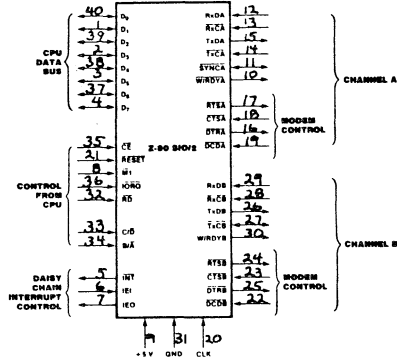 40 D0 RxDA 12
1 D1 RxCA 13
39 D2 TxDA 15
2 D3 TxCA 14
38 D4 SYNCA 11
3 D5 W/RDYA 10
37 D6
4 D7
CPU
DATA
BUS
CHANNEL A
RTSA 17
CTSA 18
DTRA 16
DCDA 19
MODEM
CONTROL
Z-80 SIO/2
35 CE
21 RESET
8 M1
36 IORQ
32 RD
33 C/D
34 B/A
CONTROL
FROM
CPU
RxDB 29
RxCB 28
TxDB 26
TxCB 27
W/RDYB 30
CHANNEL B
RTSB 24
CTSB 23
DTRB 25
DCDB 22
MODEM
CONTROL
DAISY
CHAIN
INTERRUPT
CONTROL
5 INT
6 IEI
7 IEO
9 31 20
+5 V GND CLK